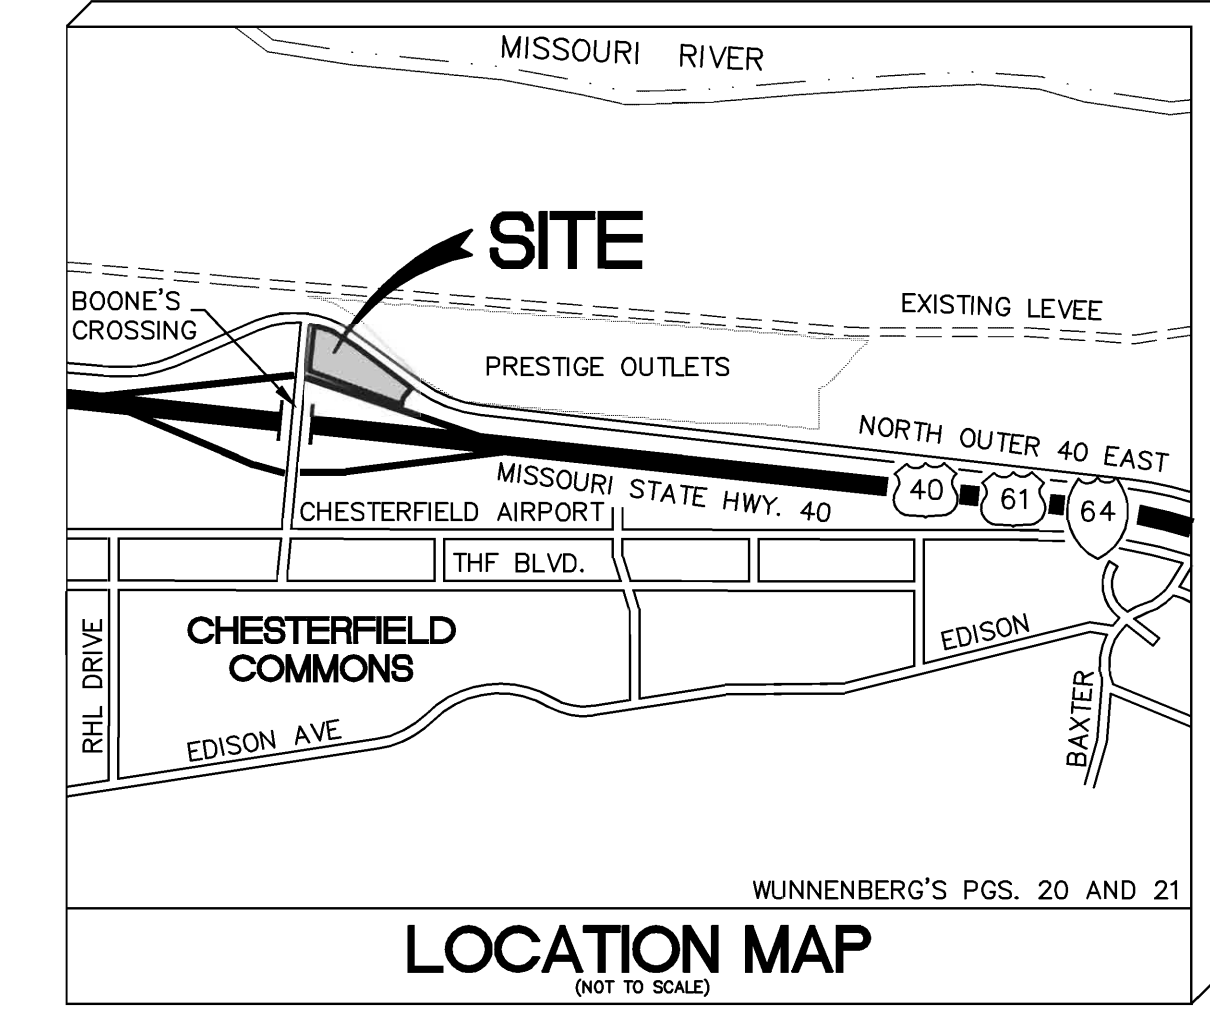 MISSOURI RIVER
SITE
BOONE'S
CROSSING
EXISTING LEVEE
PRESTIGE OUTLETS
NORTH OUTER 40 EAST
MISSOURI STATE HWY. 40
40
61
64
CHESTERFIELD AIRPORT
THF BLVD.
CHESTERFIELD
COMMONS
RHL DRIVE
EDISON AVE
EDISON
BAXTER
WUNNENBERG'S PGS. 20 AND 21
LOCATION MAP
(NOT TO SCALE)